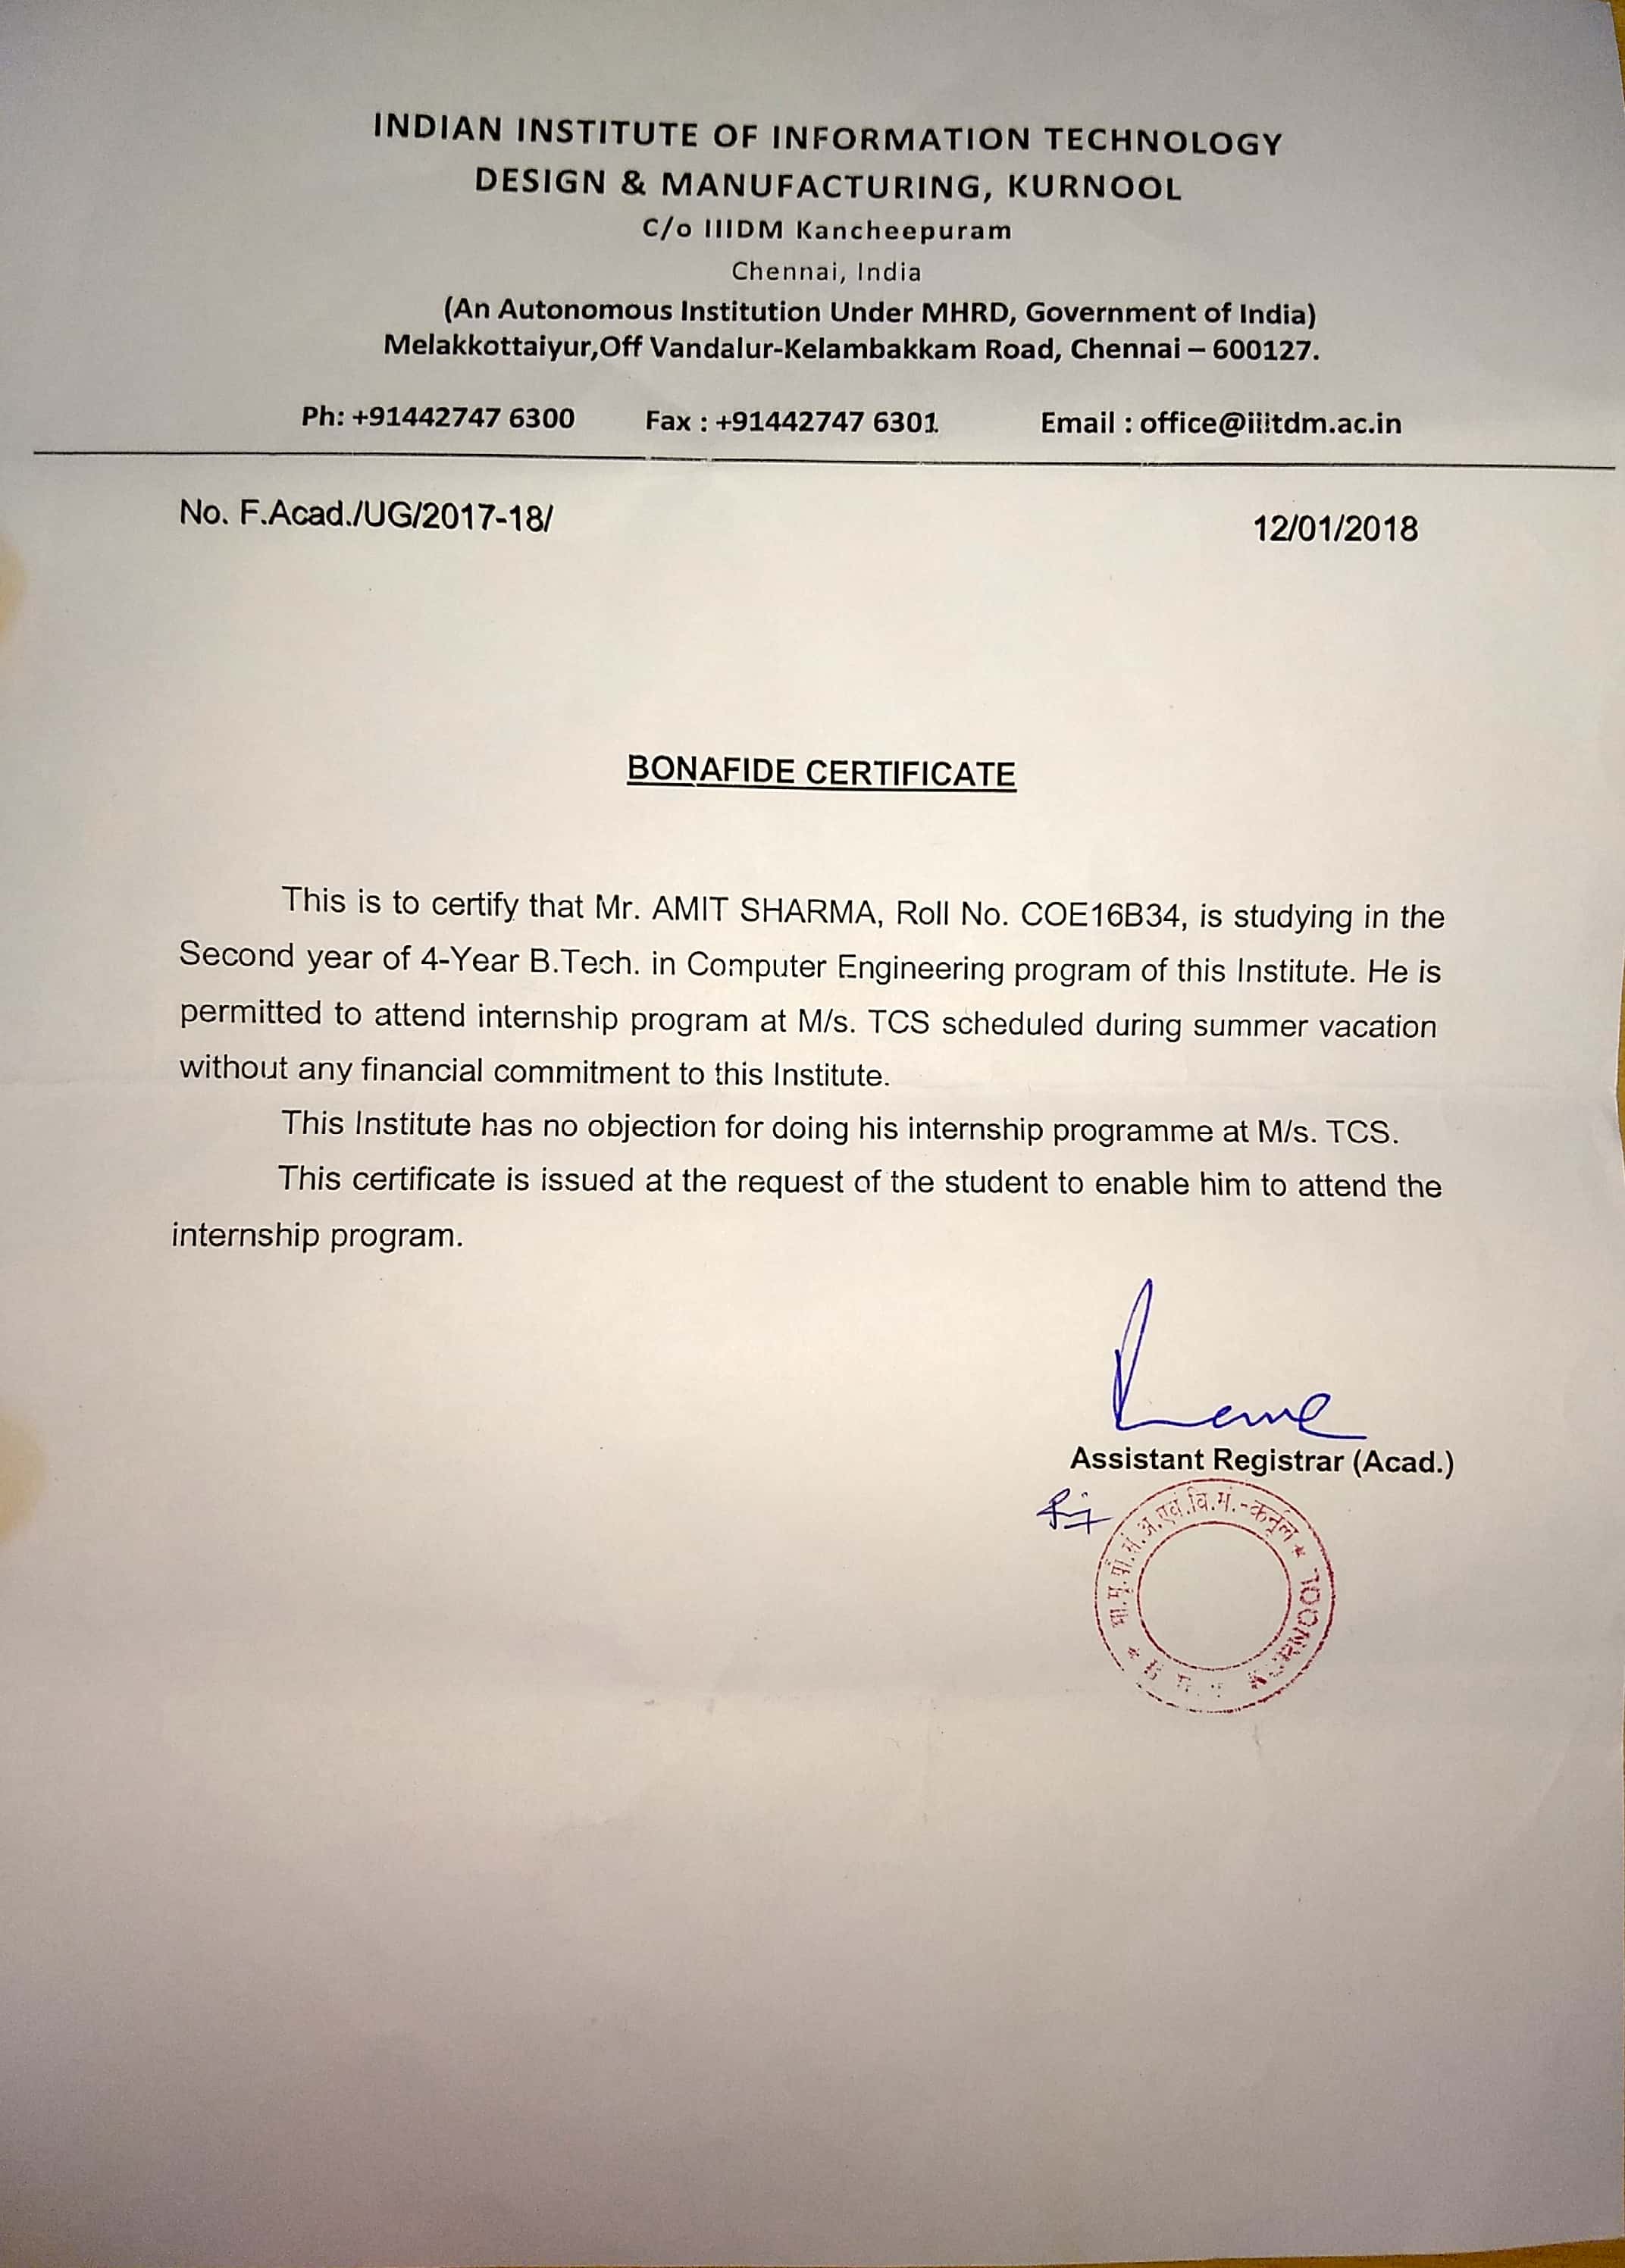 INDIAN INSTITUTE OF INFORMATION TECHNOLOGY
DESIGN & MANUFACTURING, KURNOOL
C/o IIIDM Kancheepuram
Chennai, India
(An Autonomous Institution Under MHRD, Government of India)
Melakkottaiyur,Off Vandalur-Kelambakkam Road, Chennai – 600127.
Ph: +91442747 6300 Fax : +91442747 6301 Email : office@iiitdm.ac.in
No. F.Acad./UG/2017-18/ 12/01/2018
BONAFIDE CERTIFICATE
This is to certify that Mr. AMIT SHARMA, Roll No. COE16B34, is studying in the
Second year of 4-Year B.Tech. in Computer Engineering program of this Institute. He is
permitted to attend internship program at M/s. TCS scheduled during summer vacation
without any financial commitment to this Institute.
This Institute has no objection for doing his internship programme at M/s. TCS.
This certificate is issued at the request of the student to enable him to attend the
internship program.
Assistant Registrar (Acad.)
भा.सू.प्रौ.सं.अ.एवं.वि.मं.-कर्नूल
KURNOOL